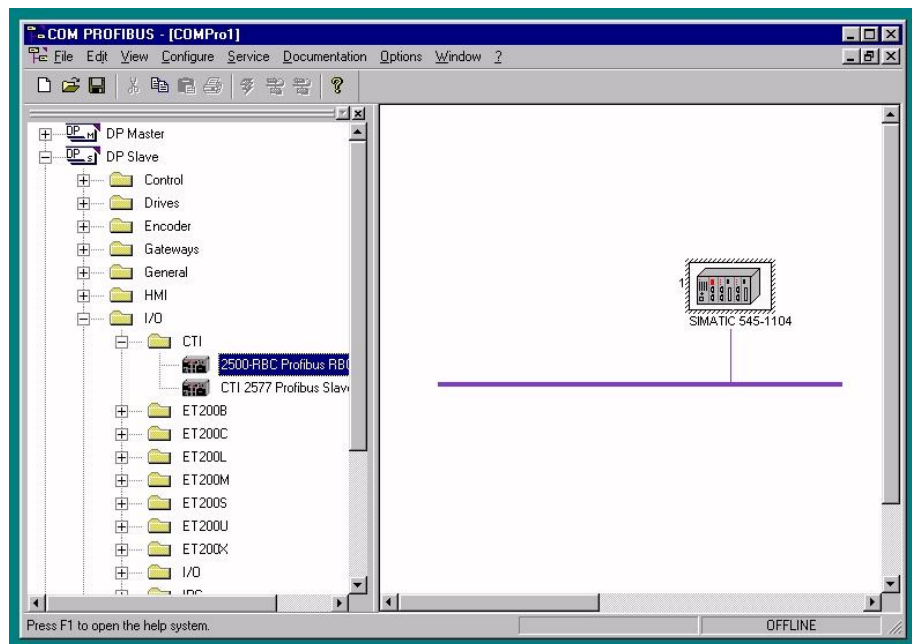 COM PROFIBUS - [COMPro1]
File Edit View Configure Service Documentation Options Window ?
DP Master
DP Slave
Control
Drives
Encoder
Gateways
General
HMI
I/O
CTI
2500-RBC Profibus RBC
CTI 2577 Profibus Slav
ET200B
ET200C
ET200L
ET200M
ET200S
ET200U
ET200X
I/O
1
SIMATIC 545-1104
Press F1 to open the help system.
OFFLINE